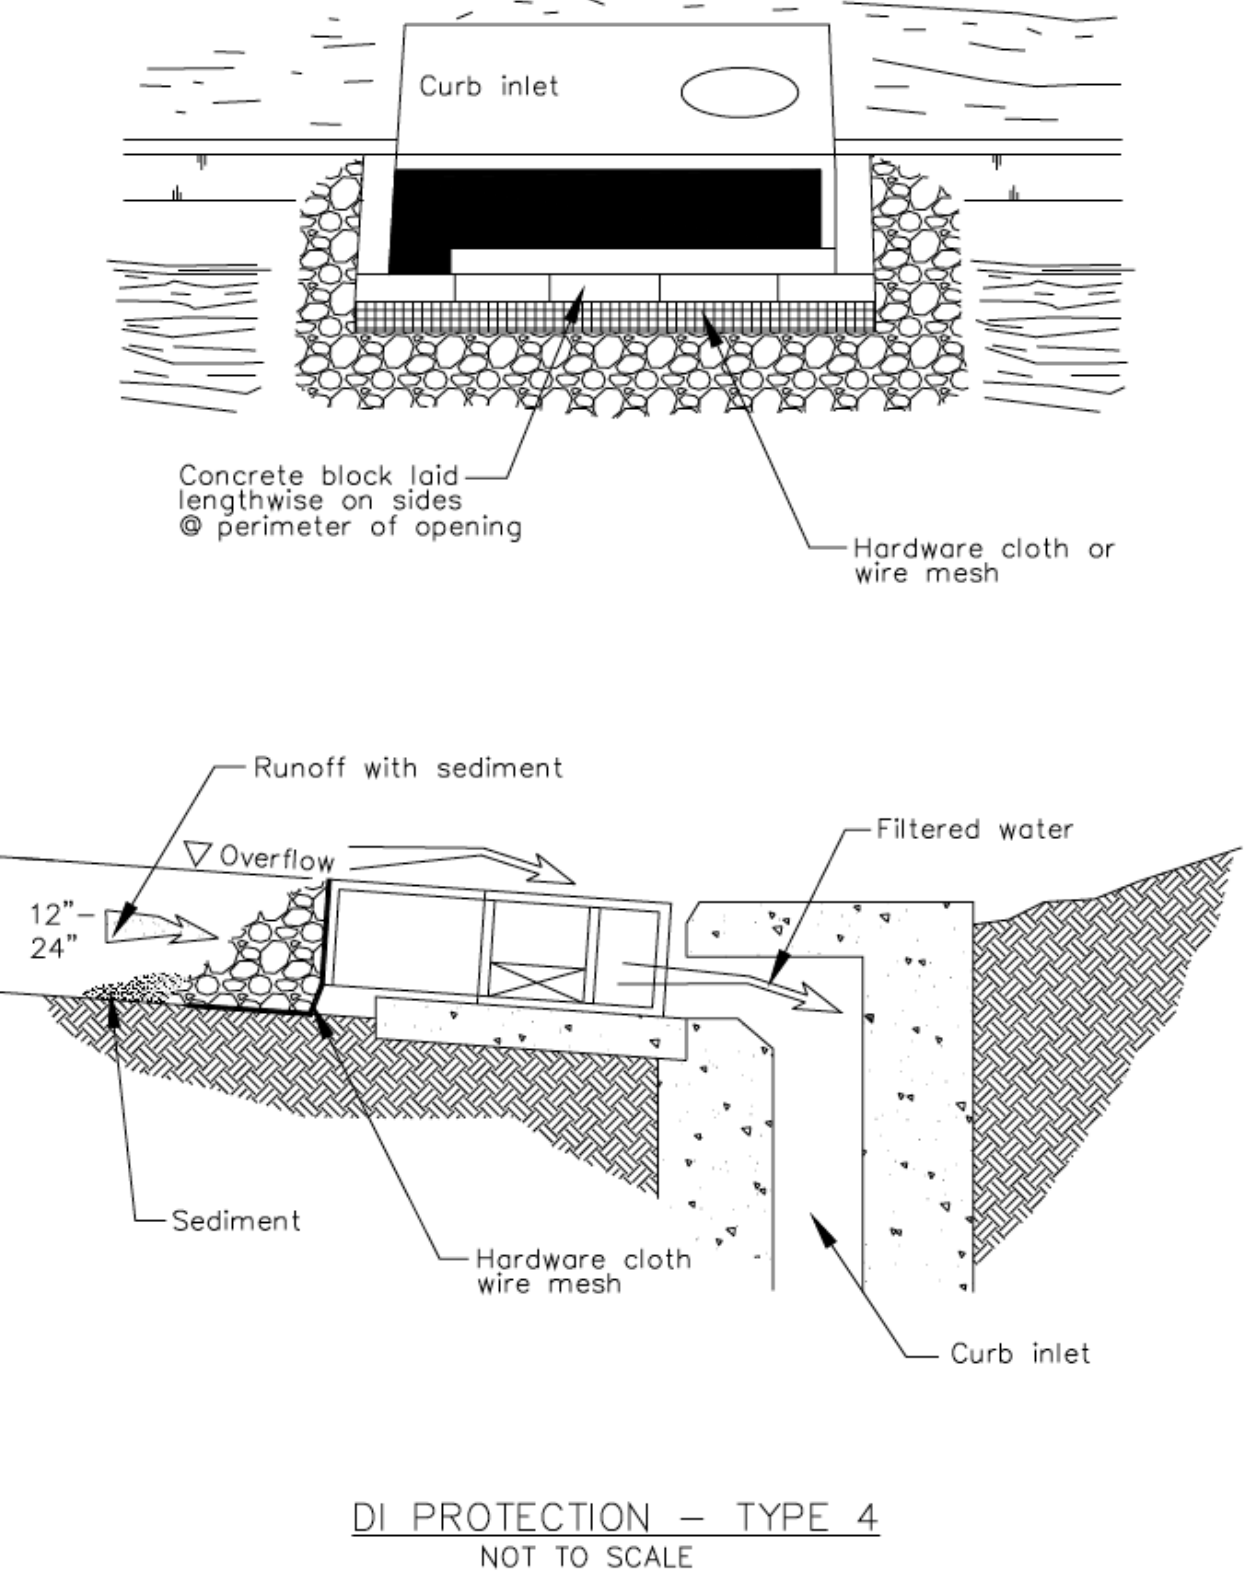 Curb inlet
Concrete block laid
lengthwise on sides
@ perimeter of opening
Hardware cloth or
wire mesh
Runoff with sediment
Filtered water
Overflow
12"-
24"
Sediment
Hardware cloth
wire mesh
Curb inlet
DI PROTECTION - TYPE 4
NOT TO SCALE